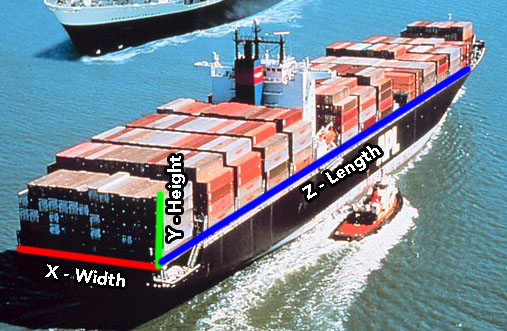 X - Width
Y - Height
Z - Length